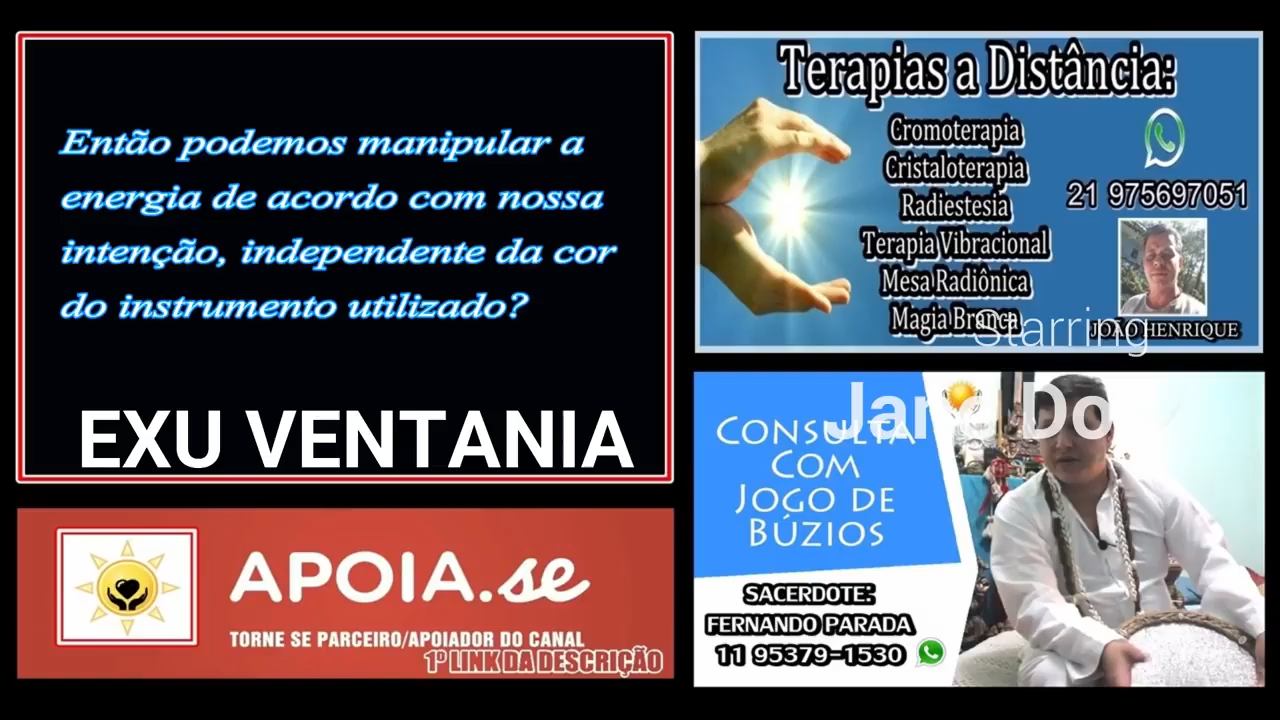 Então podemos manipular a
energia de acordo com nossa
intenção, independente da cor
do instrumento utilizado?
EXU VENTANIA
APOIA.se
TORNE SE PARCEIRO/APOIADOR DO CANAL
1º LINK DA DESCRIÇÃO
Terapias a Distância:
Cromoterapia
Cristaloterapia
Radiestesia
Terapia Vibracional
Mesa Radiônica
Magia Branca
21 975697051
JOÃO HENRIQUE
Starring
CONSULTA
COM
JOGO DE
BÚZIOS
SACERDOTE:
FERNANDO PARADA
11 95379-1530